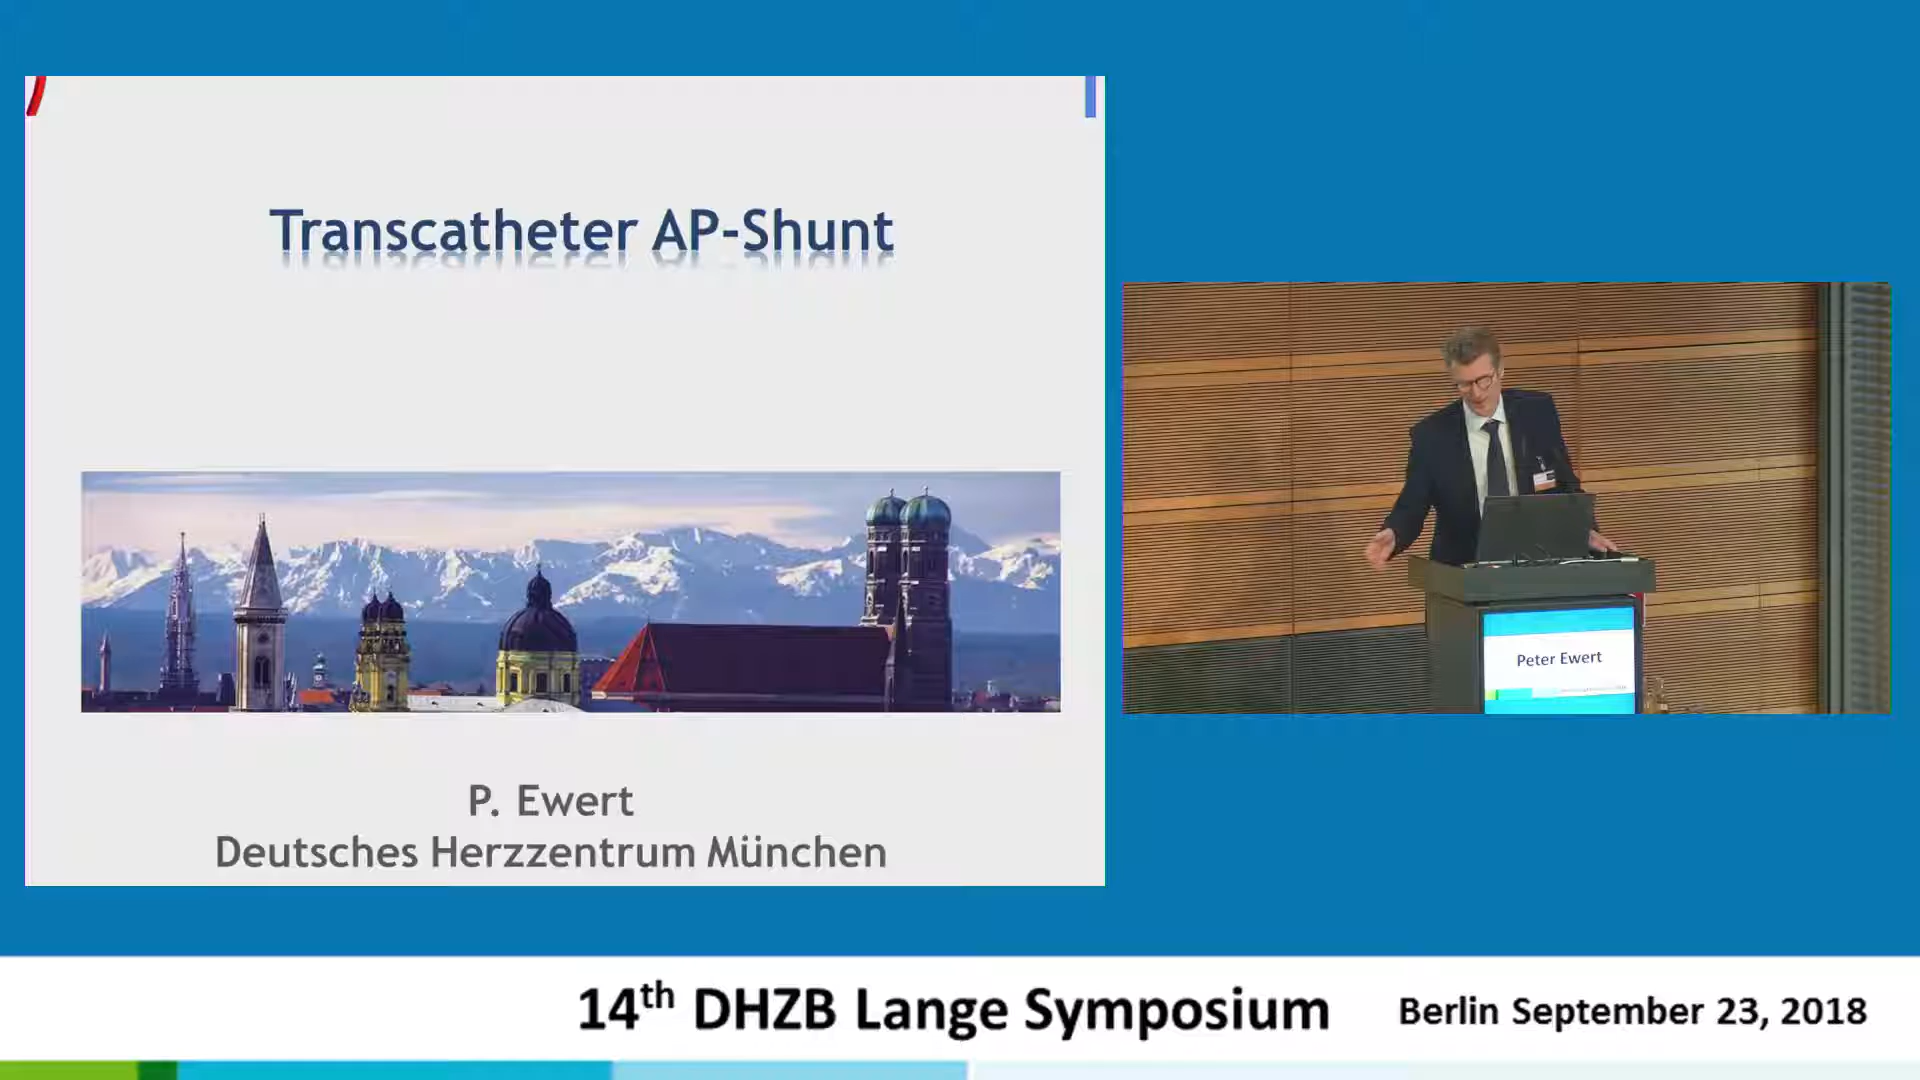 Transcatheter AP-Shunt
P. Ewert
Deutsches Herzzentrum München
Peter Ewert
14th DHZB Lange Symposium
Berlin September 23, 2018